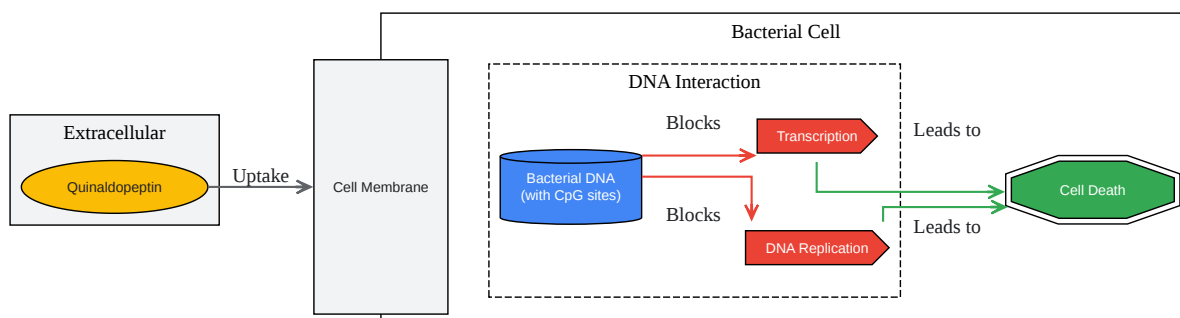 Bacterial Cell
DNA Interaction
Extracellular
Quinaldopeptin
Uptake
Cell Membrane
Bacterial DNA
(with CpG sites)
Blocks
Blocks
Transcription
DNA Replication
Leads to
Leads to
Cell Death